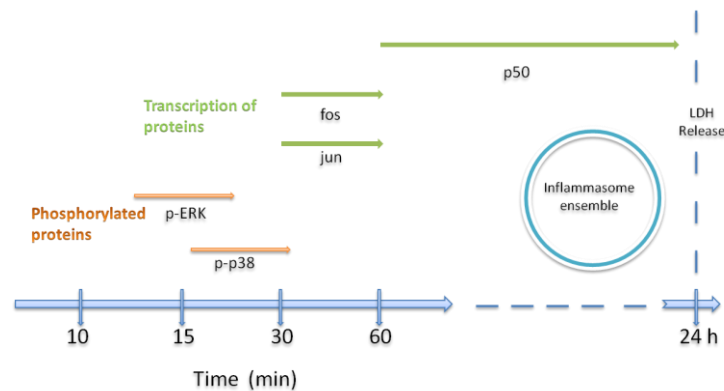 p50
Transcription of
proteins
fos
jun
LDH
Release
Inflammasome
ensemble
Phosphorylated
proteins
p-ERK
p-p38
10
15
30
60
24 h
Time (min)